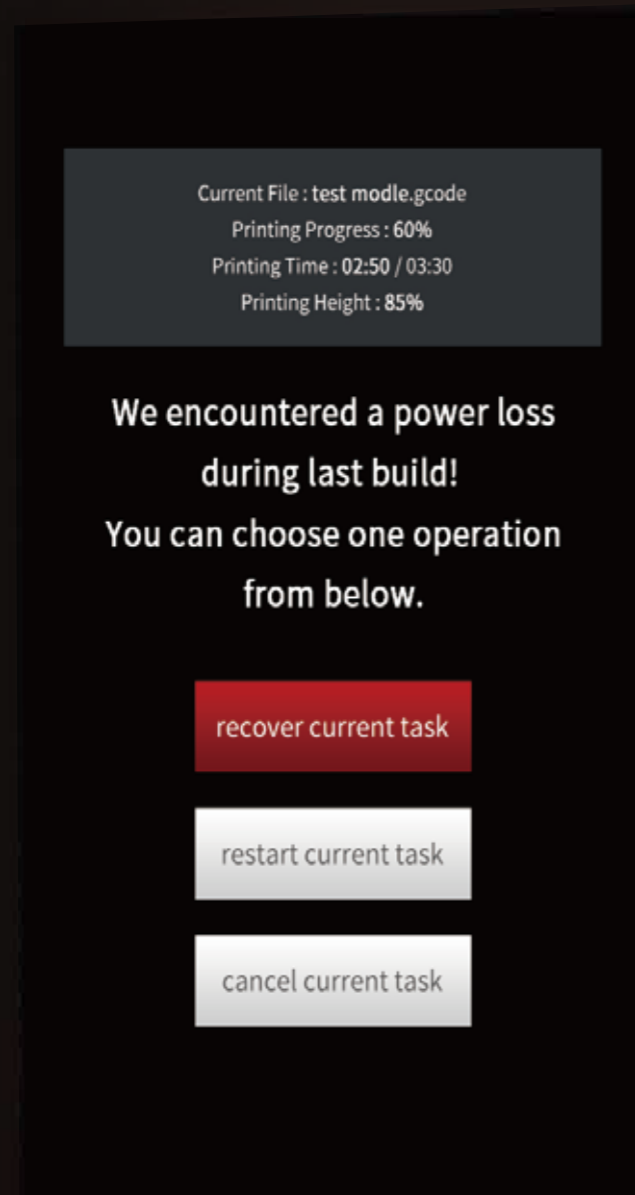 Current File : test modle.gcode
Printing Progress : 60%
Printing Time : 02:50 / 03:30
Printing Height : 85%
We encountered a power loss
during last build!
You can choose one operation
from below.
recover current task
restart current task
cancel current task